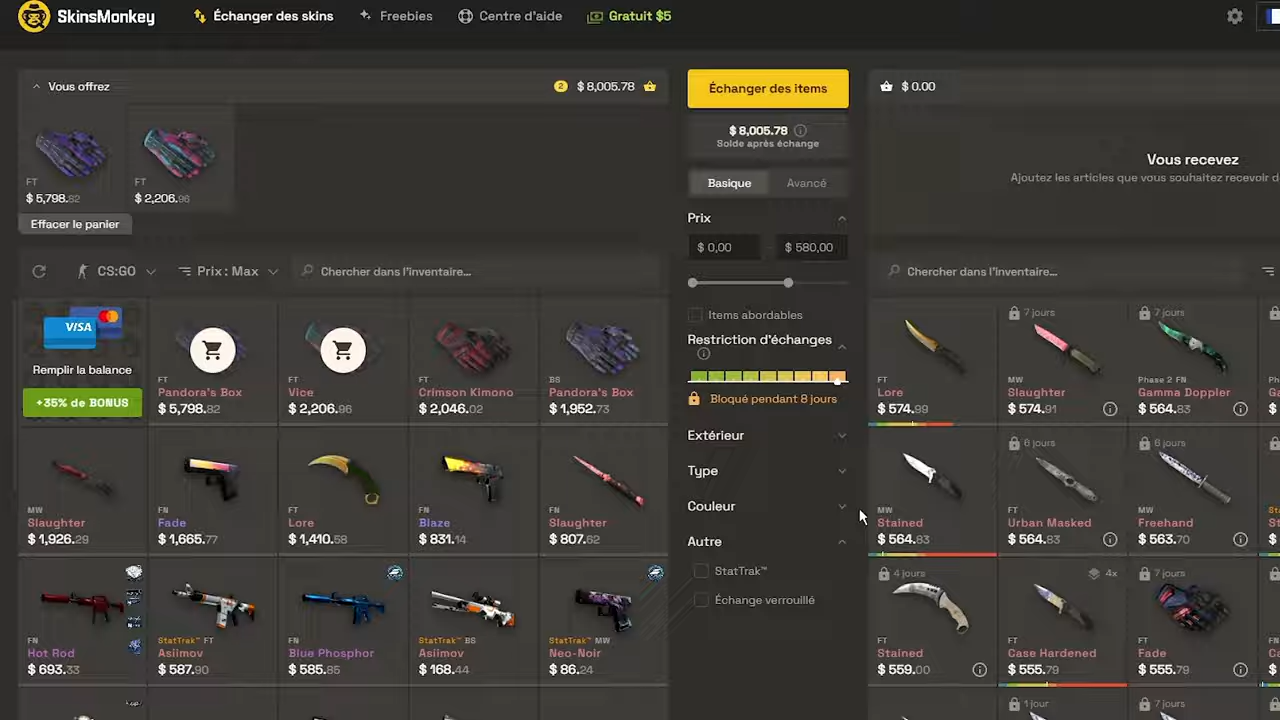 SkinsMonkey
Échanger des skins
Freebies
Centre d'aide
Gratuit $5
Vous offrez
2
$ 8,005.78
FT
$ 5,798.82
FT
$ 2,206.96
Effacer le panier
Échanger des items
$ 8,005.78
Solde après échange
Basique
Avancé
Prix
$ 0,00
$ 580,00
Items abordables
Restriction d'échanges
Bloqué pendant 8 jours
Extérieur
Type
Couleur
Autre
StatTrak™
Échange verrouillé
$ 0.00
Vous recevez
Ajoutez les articles que vous souhaitez recevoir d
CS:GO
Prix : Max
Chercher dans l'inventaire...
VISA
Remplir la balance
+35% de BONUS
FT
Pandora's Box
$ 5,798.82
FT
Vice
$ 2,206.96
FT
Crimson Kimono
$ 2,046.02
BS
Pandora's Box
$ 1,952.73
MW
Slaughter
$ 1,926.29
FN
Fade
$ 1,665.77
FT
Lore
$ 1,410.58
FN
Blaze
$ 831.14
FN
Slaughter
$ 807.62
FN
Hot Rod
$ 693.33
StatTrak™ FT
Asiimov
$ 587.90
FN
Blue Phosphor
$ 585.85
StatTrak™ BS
Asiimov
$ 168.44
StatTrak™ MW
Neo-Noir
$ 86.24
Chercher dans l'inventaire...
FT
Lore
$ 574.99
7 jours
MW
Slaughter
$ 574.91
7 jours
Phase 2 FN
Gamma Doppler
$ 564.83
MW
Stained
$ 564.83
6 jours
FT
Urban Masked
$ 564.83
8 jours
MW
Freehand
$ 563.70
4 jours
FT
Stained
$ 559.00
4x
FT
Case Hardened
$ 555.79
7 jours
FT
Fade
$ 555.79
1 jour
7 jours